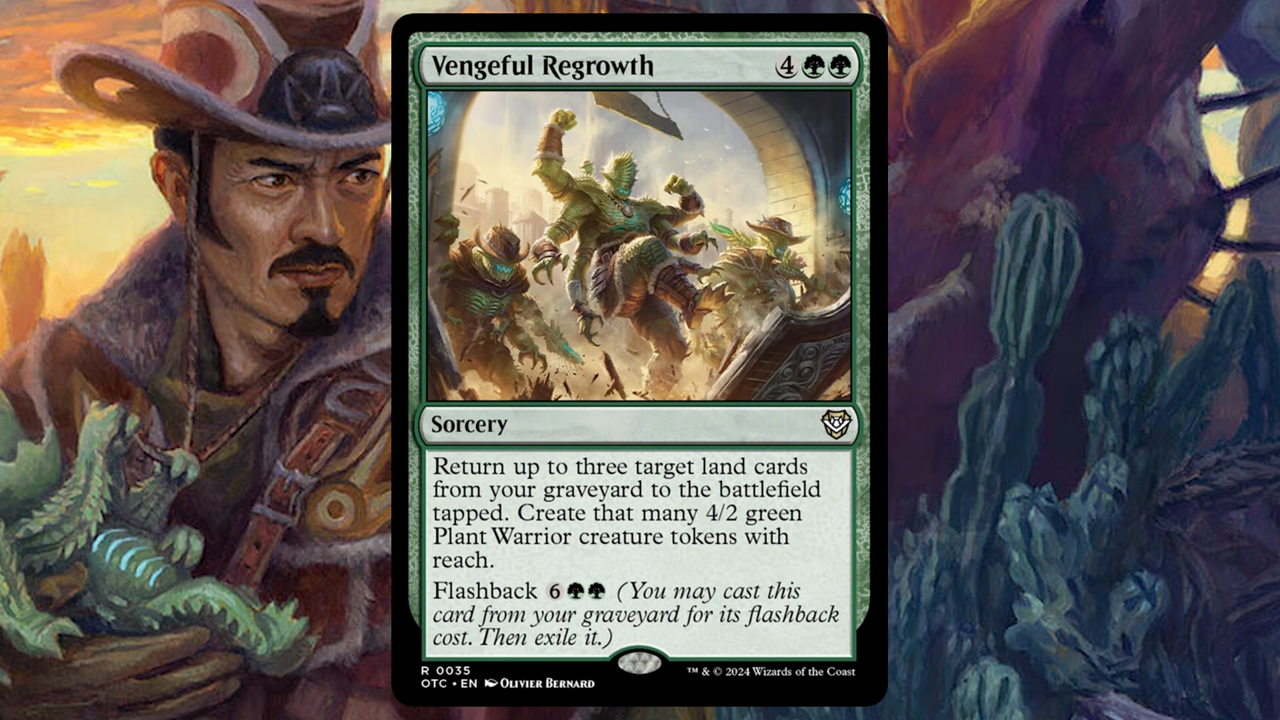 Vengeful Regrowth 4
Sorcery
Return up to three target land cards
from your graveyard to the battlefield
tapped. Create that many 4/2 green
Plant Warrior creature tokens with
reach.
Flashback 6 (You may cast this
card from your graveyard for its flashback
cost. Then exile it.)
R 0035
OTC • EN OLIVIER BERNARD
™ & © 2024 Wizards of the Coast